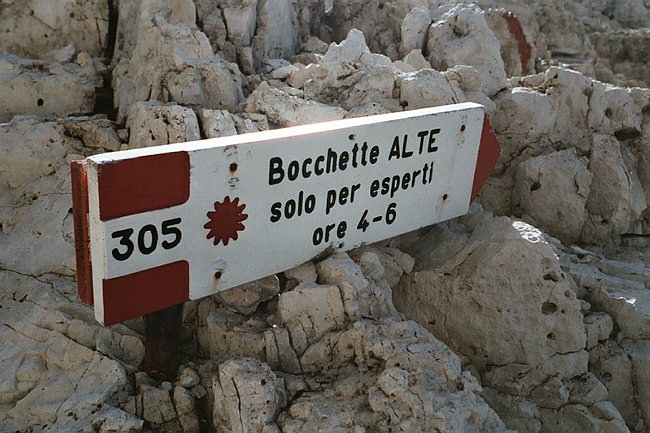 305
Bocchette ALTE
solo per esperti
ore 4-6